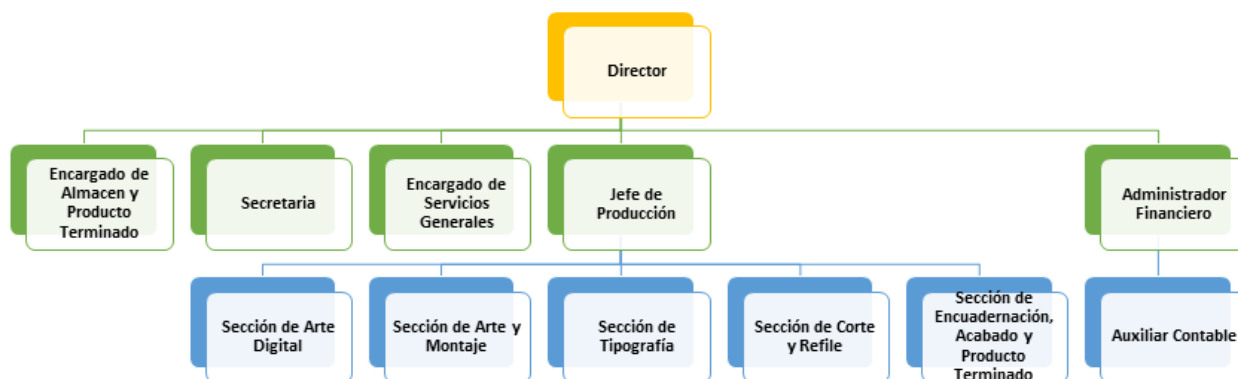 Director
Encargado de
Almacen y
Producto
Terminado
Secretaria
Encargado de
Servicios
Generales
Jefe de
Producción
Administrador
Financiero
Sección de Arte
Digital
Sección de Arte y
Montaje
Sección de
Tipografía
Sección de Corte
y Refile
Sección de
Encuadernación,
Acabado y
Producto
Terminado
Auxiliar Contable